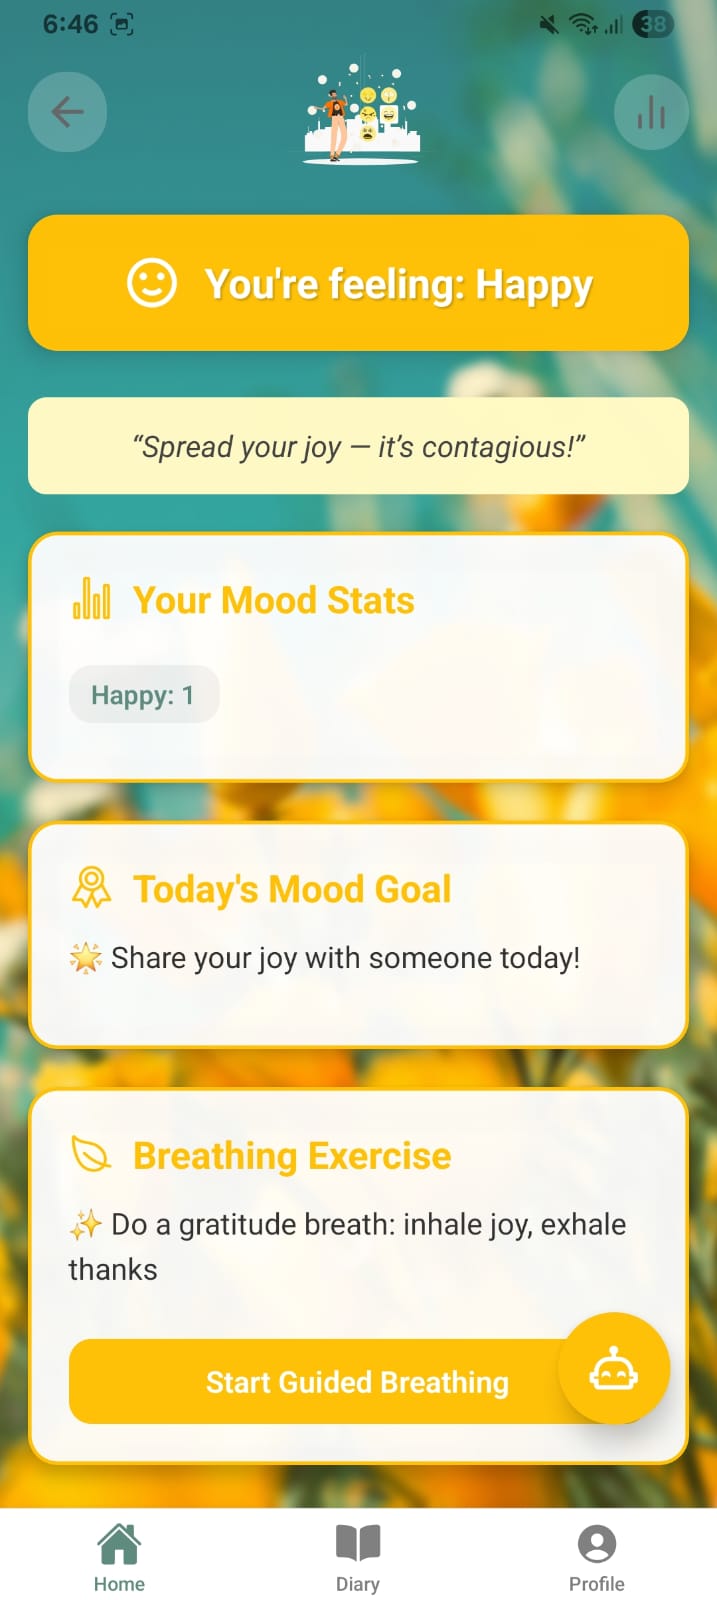 6:46
38
You're feeling: Happy
“Spread your joy – it’s contagious!”
Your Mood Stats
Happy: 1
Today's Mood Goal
🌟 Share your joy with someone today!
Breathing Exercise
✨ Do a gratitude breath: inhale joy, exhale
thanks
Start Guided Breathing
Home
Diary
Profile